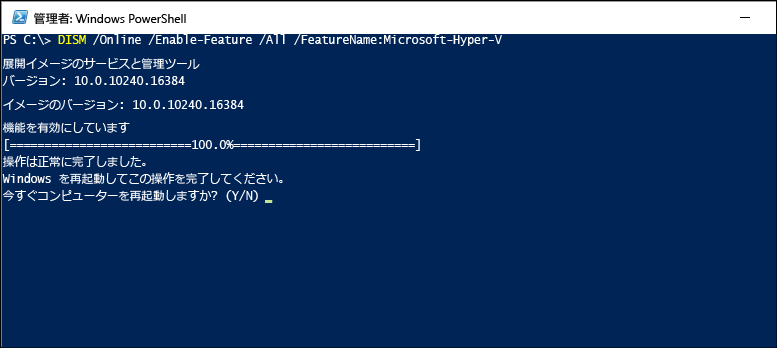 管理者: Windows PowerShell
PS C:\> DISM /Online /Enable-Feature /All /FeatureName:Microsoft-Hyper-V
展開イメージのサービスと管理ツール
バージョン: 10.0.10240.16384
イメージのバージョン: 10.0.10240.16384
機能を有効にしています
[==========================100.0%==========================]
操作は正常に完了しました。
Windows を再起動してこの操作を完了してください。
今すぐコンピューターを再起動しますか? (Y/N)